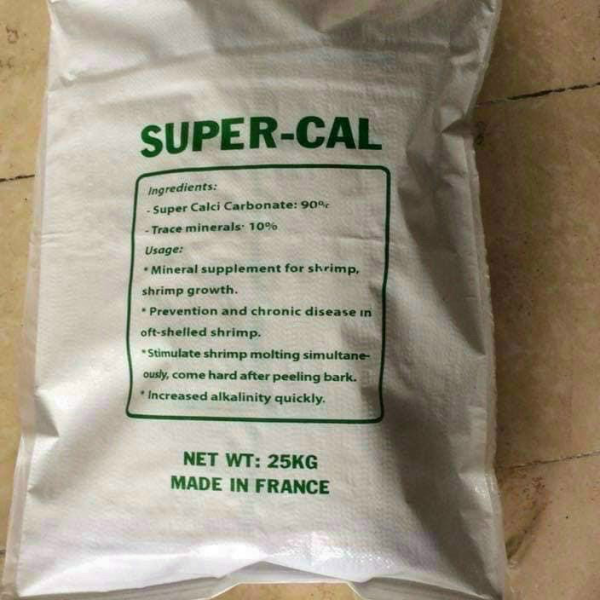 SUPER-CAL
Ingredients:
- Super Calci Carbonate: 90%
- Trace minerals: 10%
Usage:
* Mineral supplement for shrimp,
shrimp growth.
* Prevention and chronic disease in
oft-shelled shrimp.
* Stimulate shrimp molting simultane-
ously, come hard after peeling bark.
* Increased alkalinity quickly.
NET WT: 25KG
MADE IN FRANCE